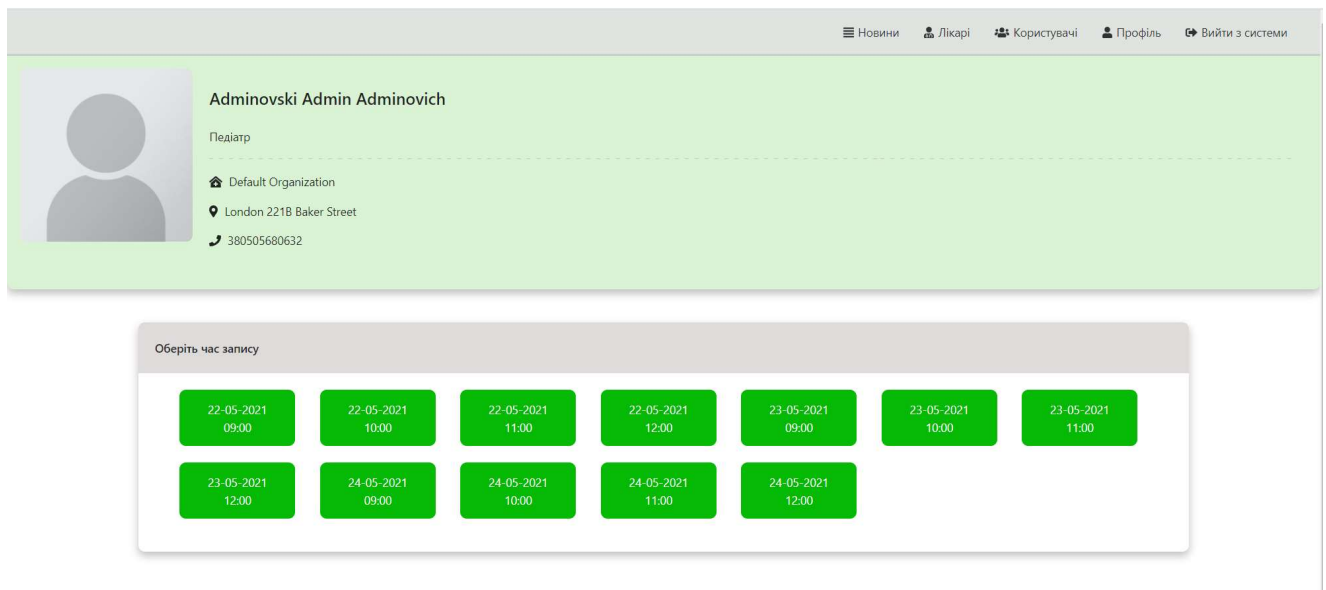 Новини Лікарі Користувачі Профіль Вийти з системи
Adminovski Admin Adminovich
Педіатр
Default Organization
London 221B Baker Street
380505680632
Оберіть час запису
22-05-2021 22-05-2021 22-05-2021 22-05-2021 23-05-2021 23-05-2021 23-05-2021
09:00 10:00 11:00 12:00 09:00 10:00 11:00
23-05-2021 24-05-2021 24-05-2021 24-05-2021 24-05-2021
12:00 09:00 10:00 11:00 12:00